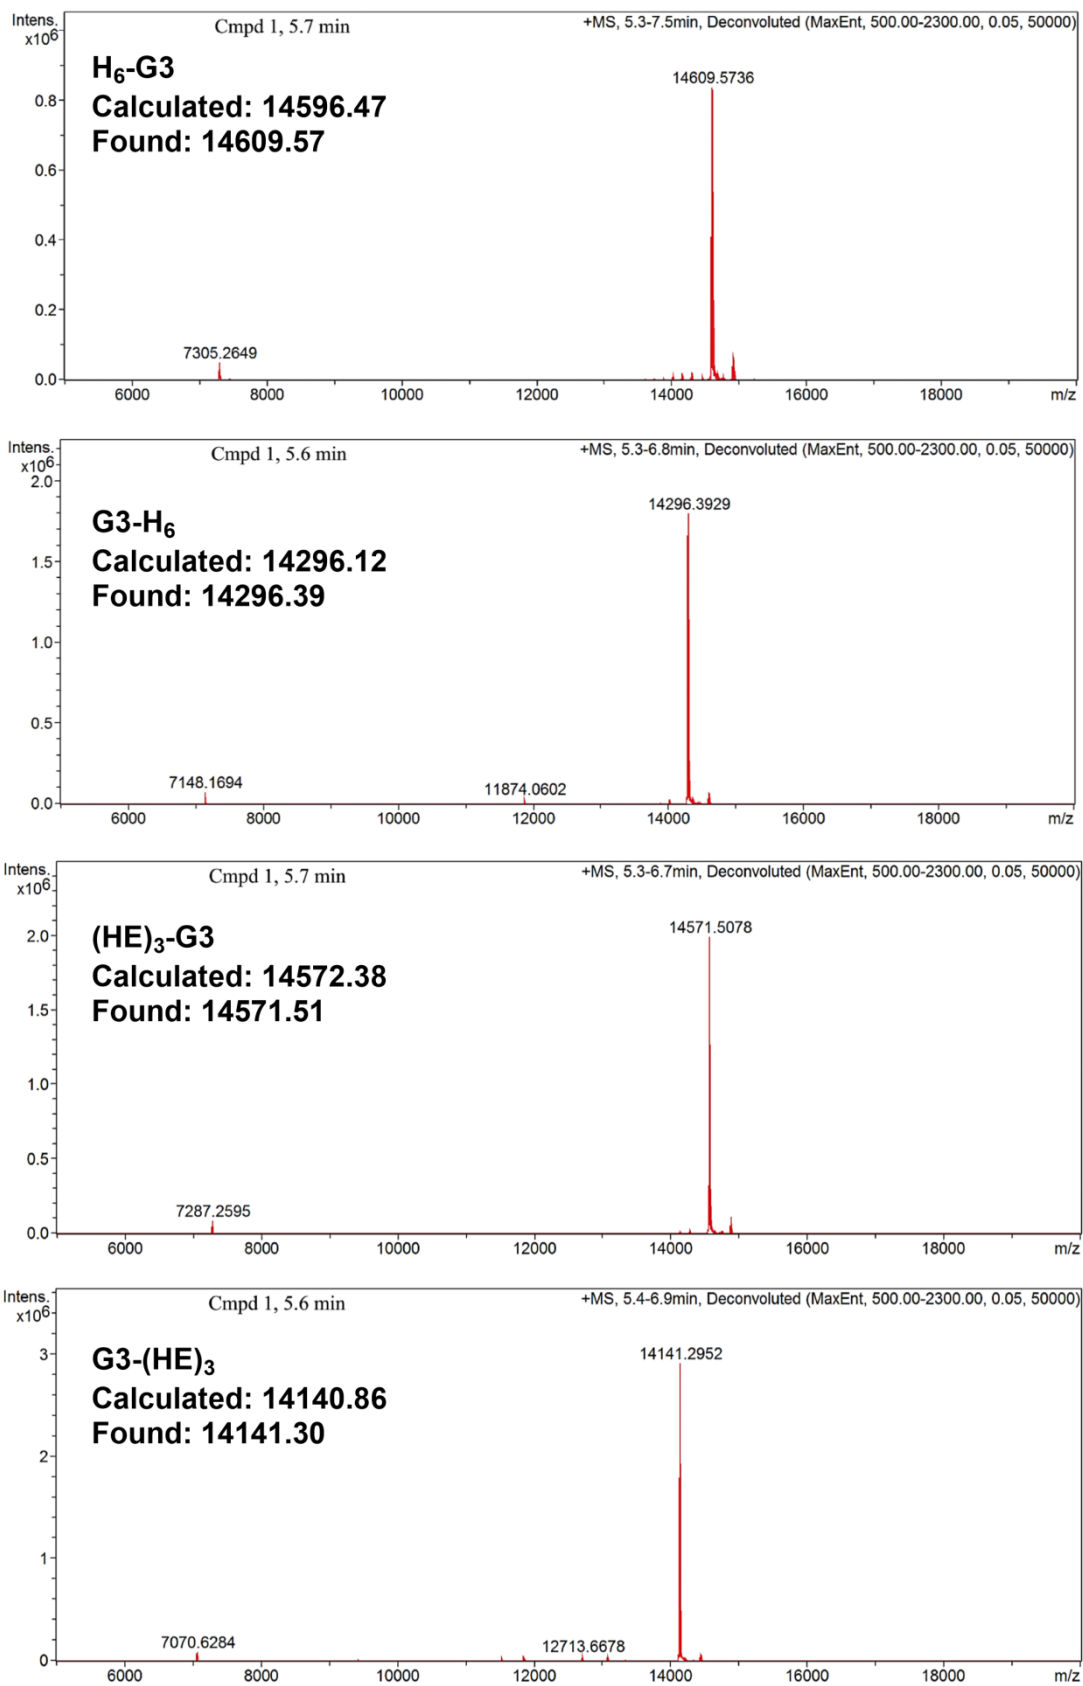 Intens.
x10⁶
Cmpd 1, 5.7 min
+MS, 5.3-7.5min, Deconvoluted (MaxEnt, 500.00-2300.00, 0.05, 50000)
H₆-G3
Calculated: 14596.47
Found: 14609.57
14609.5736
0.8
0.6
0.4
0.2
7305.2649
0.0
6000 8000 10000 12000 14000 16000 18000 m/z
Intens.
x10⁶
Cmpd 1, 5.6 min
+MS, 5.3-6.8min, Deconvoluted (MaxEnt, 500.00-2300.00, 0.05, 50000)
2.0
14296.3929
G3-H₆
Calculated: 14296.12
Found: 14296.39
1.5
1.0
0.5
7148.1694
11874.0602
0.0
6000 8000 10000 12000 14000 16000 18000 m/z
Intens.
x10⁶
Cmpd 1, 5.7 min
+MS, 5.3-6.7min, Deconvoluted (MaxEnt, 500.00-2300.00, 0.05, 50000)
14571.5078
2.0
(HE)₃-G3
Calculated: 14572.38
Found: 14571.51
1.5
1.0
0.5
7287.2595
0.0
6000 8000 10000 12000 14000 16000 18000 m/z
Intens.
x10⁶
Cmpd 1, 5.6 min
+MS, 5.4-6.9min, Deconvoluted (MaxEnt, 500.00-2300.00, 0.05, 50000)
14141.2952
3
G3-(HE)₃
Calculated: 14140.86
Found: 14141.30
2
1
7070.6284
12713.6678
0
6000 8000 10000 12000 14000 16000 18000 m/z